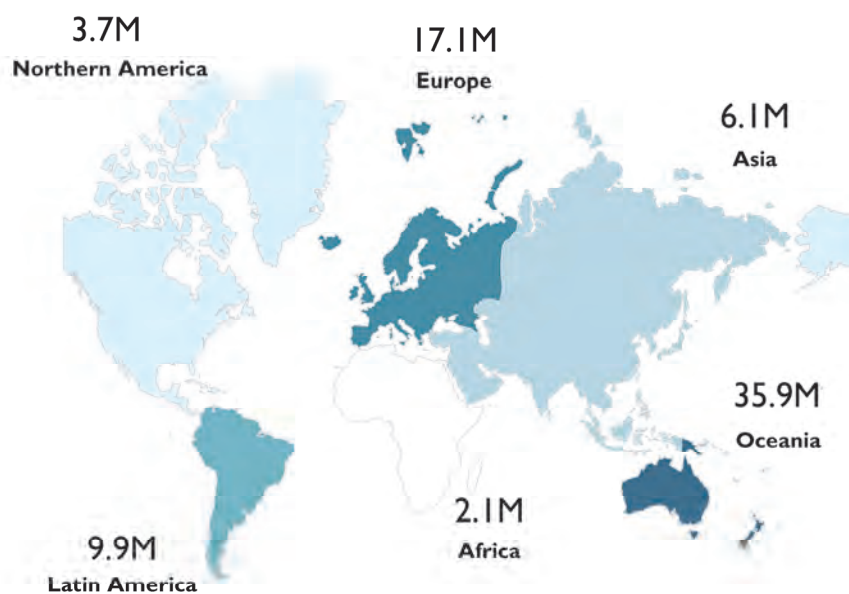 3.7M
Northern America
17.1M
Europe
6.1M
Asia
35.9M
Oceania
2.1M
Africa
9.9M
Latin America